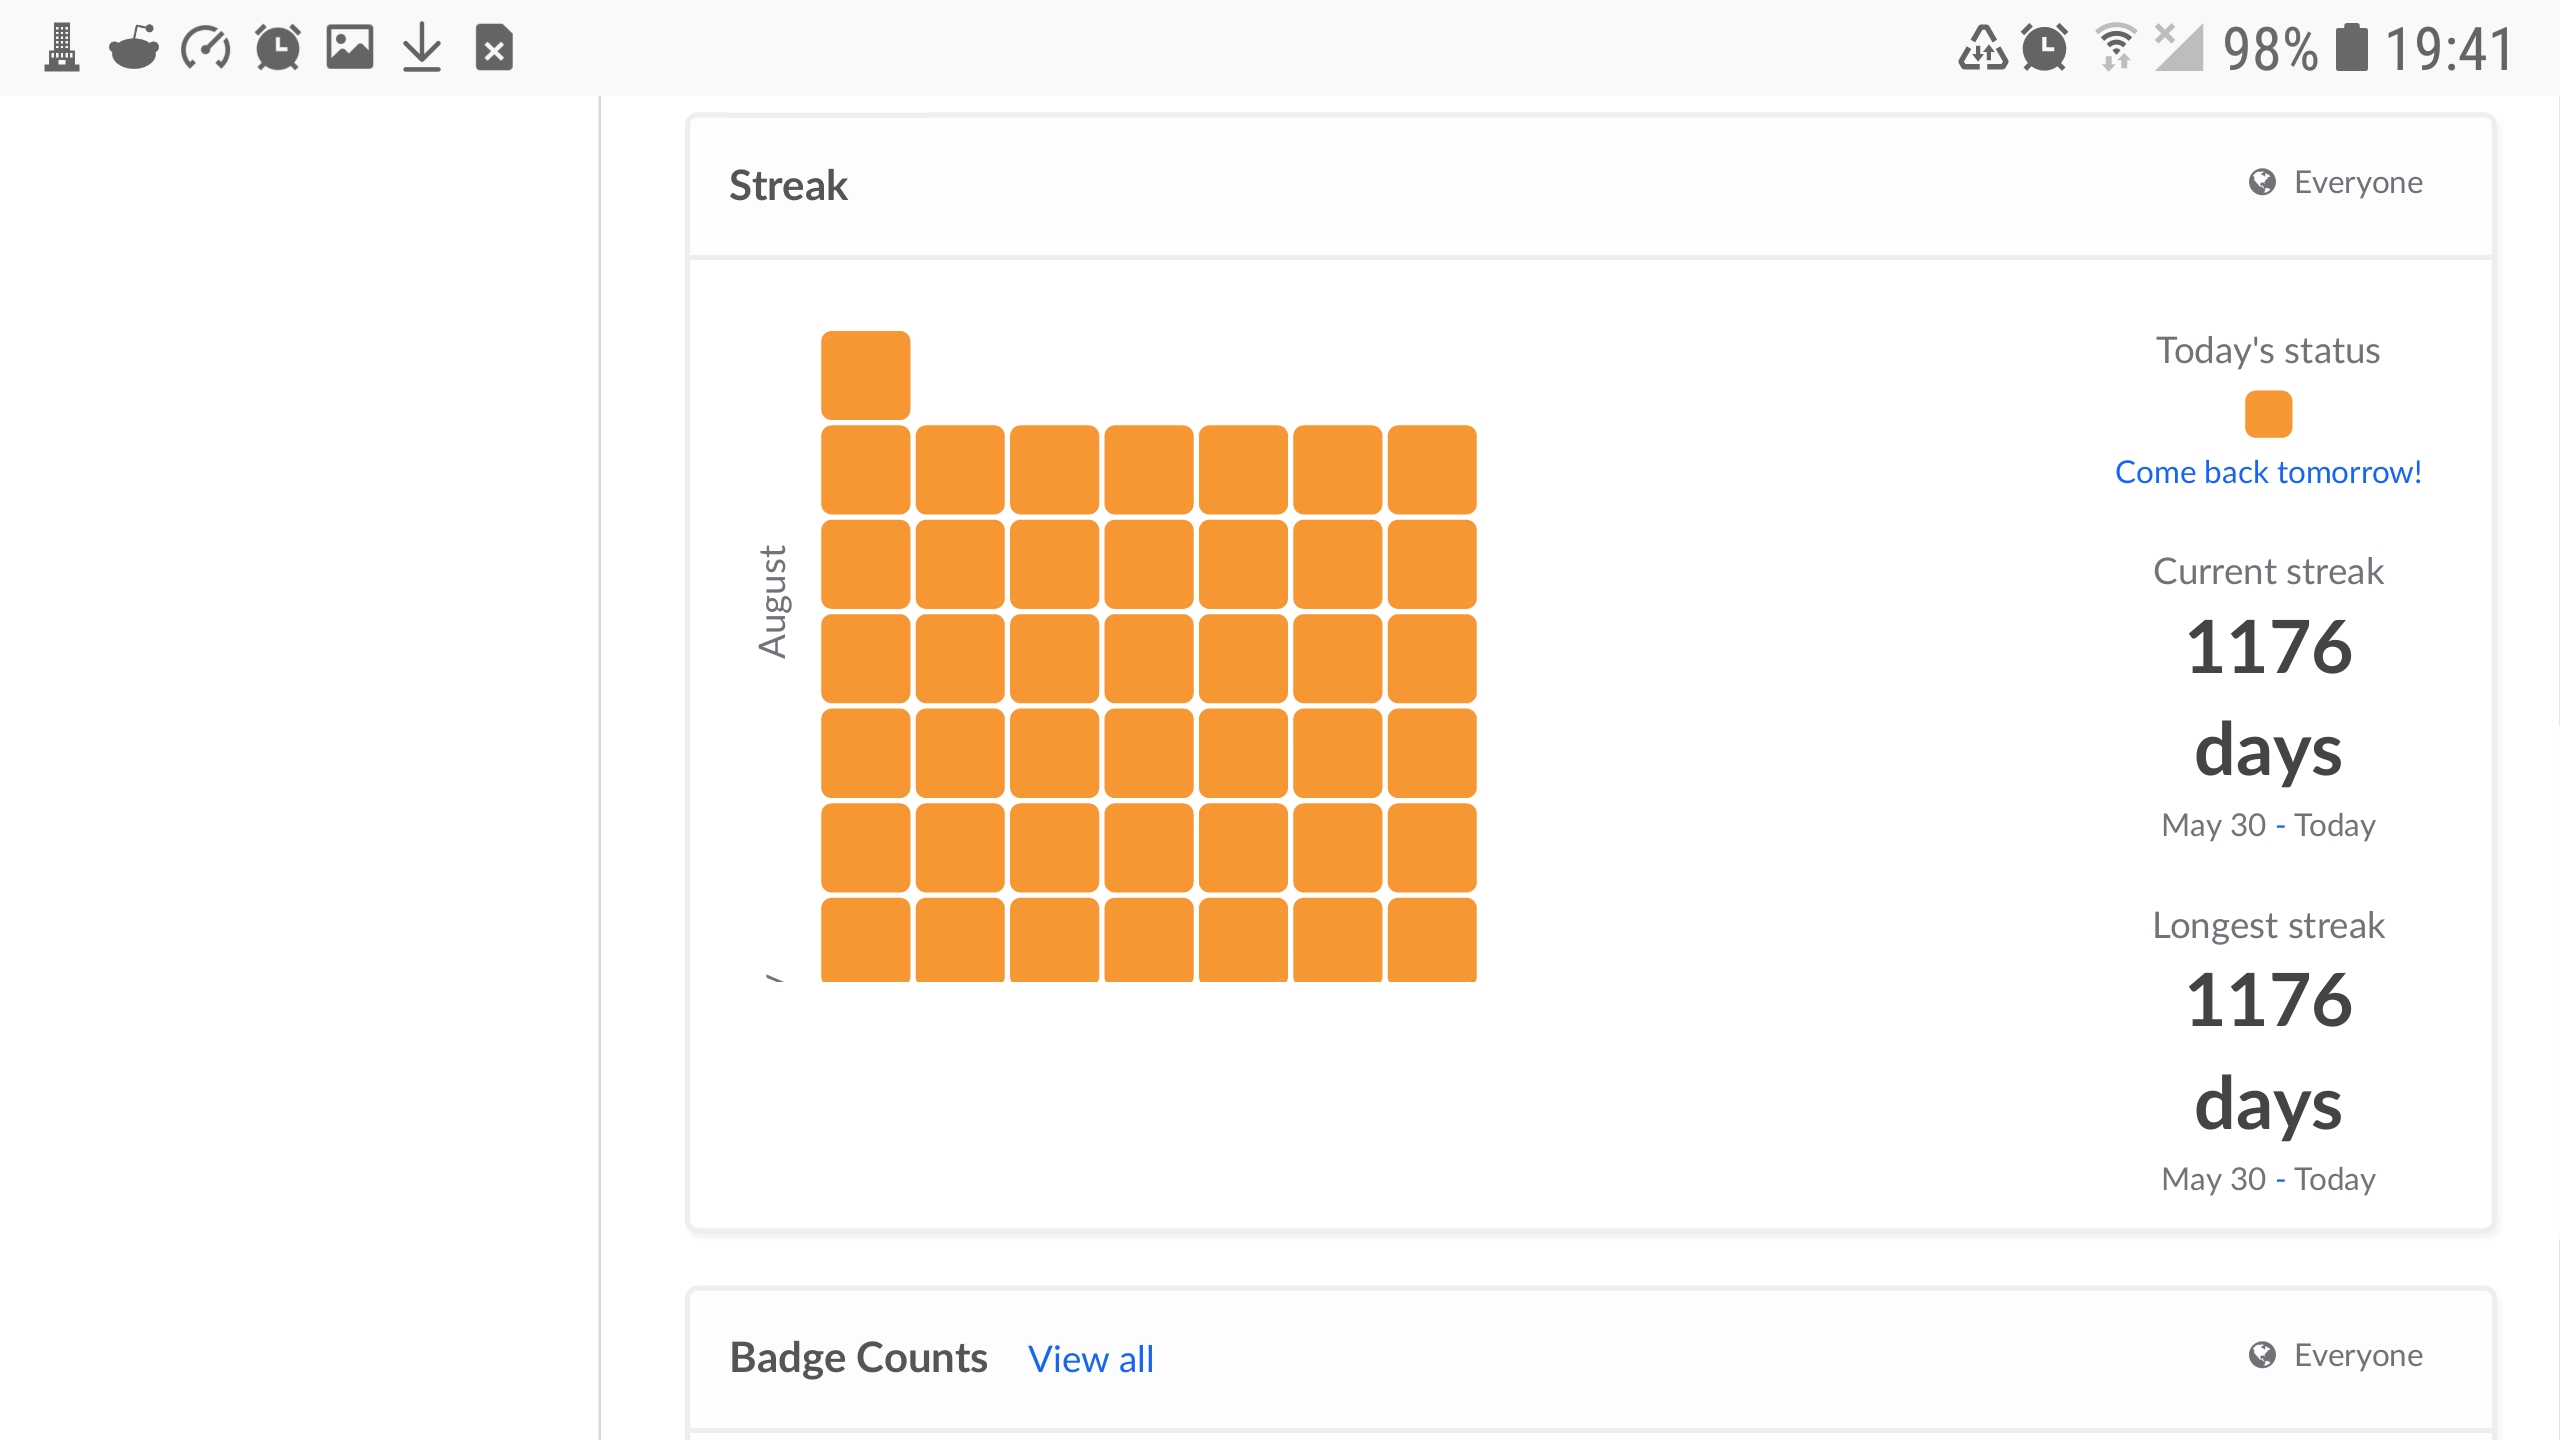 98% 19:41
Streak
Everyone
Today's status
Come back tomorrow!
August
Current streak
1176
days
May 30 - Today
Longest streak
1176
days
May 30 - Today
Badge Counts View all
Everyone